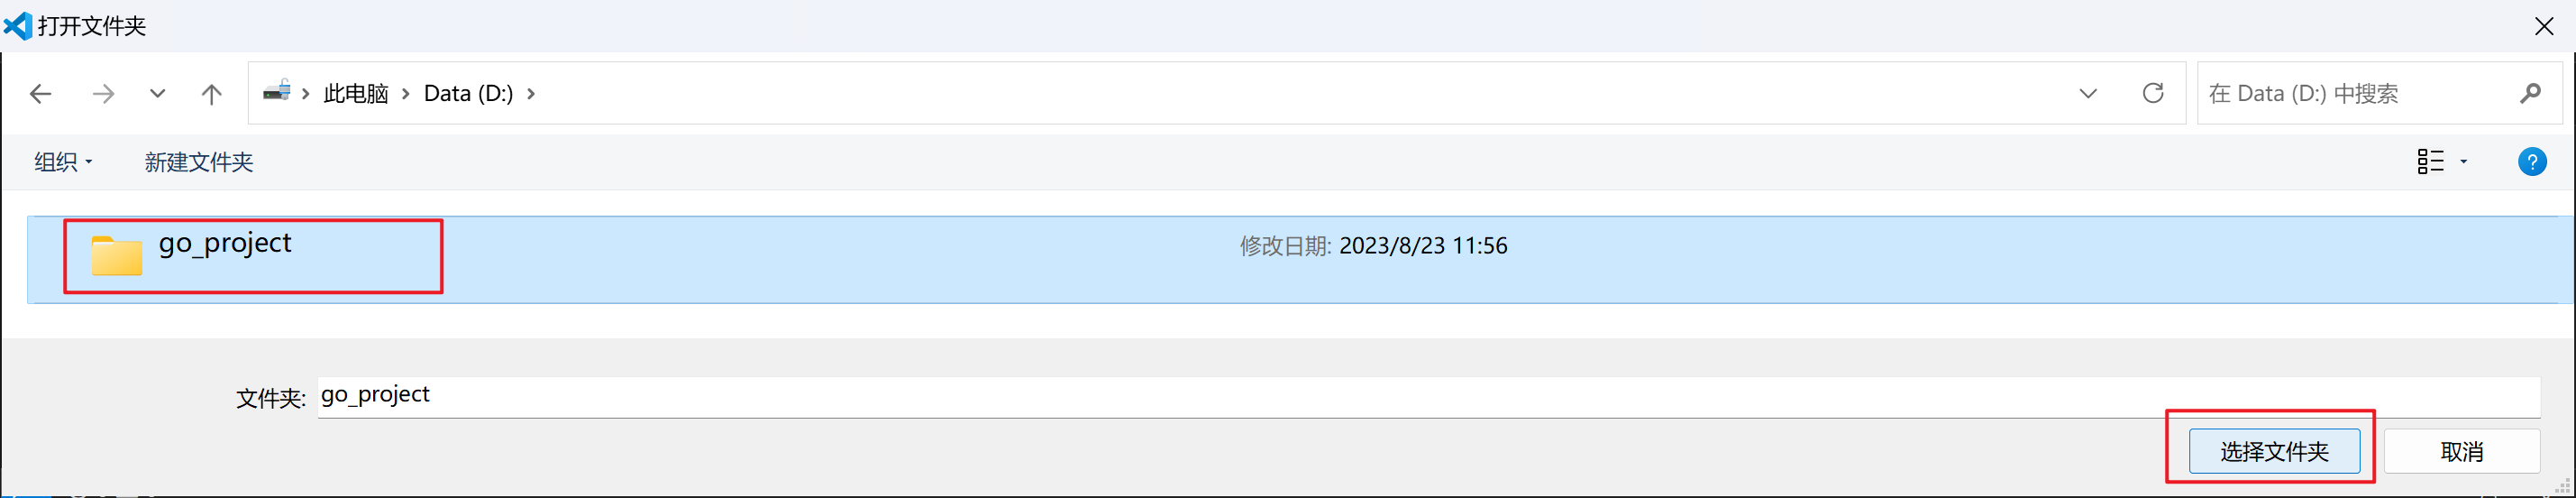 打开文件夹
此电脑 > Data (D:) >
在 Data (D:) 中搜索
组织
新建文件夹
?
go_project
修改日期: 2023/8/23 11:56
文件夹: go_project
选择文件夹
取消